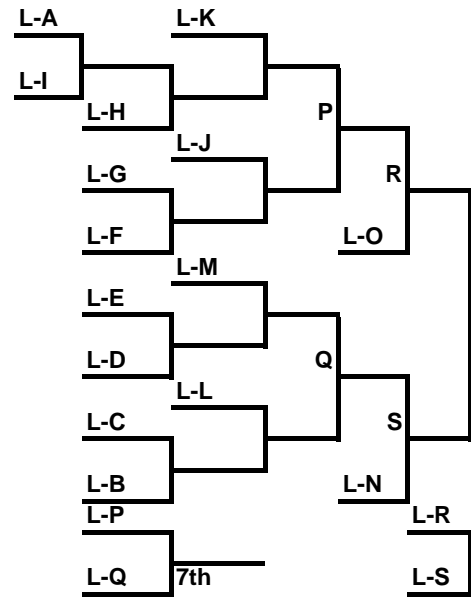 L-A
L-K
L-I
L-H
P
L-J
L-G
R
L-F
L-O
L-M
L-E
Q
L-D
L-L
L-C
S
L-B
L-N
L-P
L-R
L-Q
7th
L-S